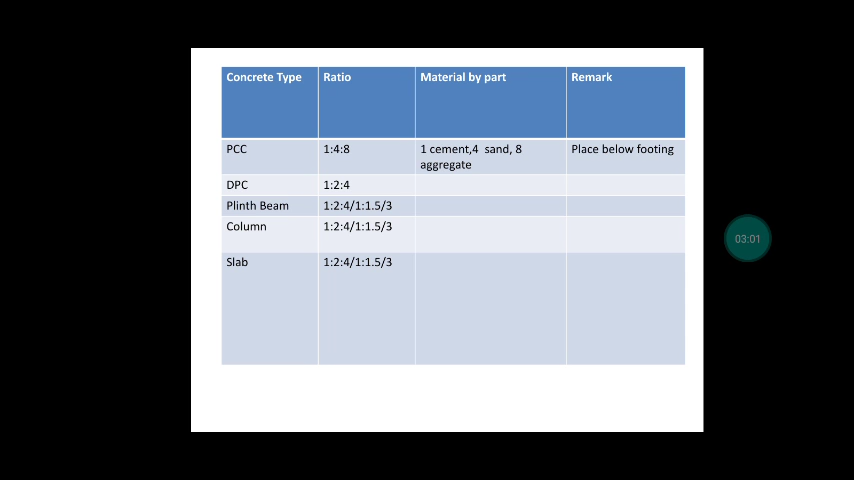 Concrete Type Ratio Material by part Remark
PCC 1:4:8 1 cement,4 sand, 8 Place below footing
aggregate
DPC 1:2:4
Plinth Beam 1:2:4/1:1.5/3
Column 1:2:4/1:1.5/3
Slab 1:2:4/1:1.5/3
03:01